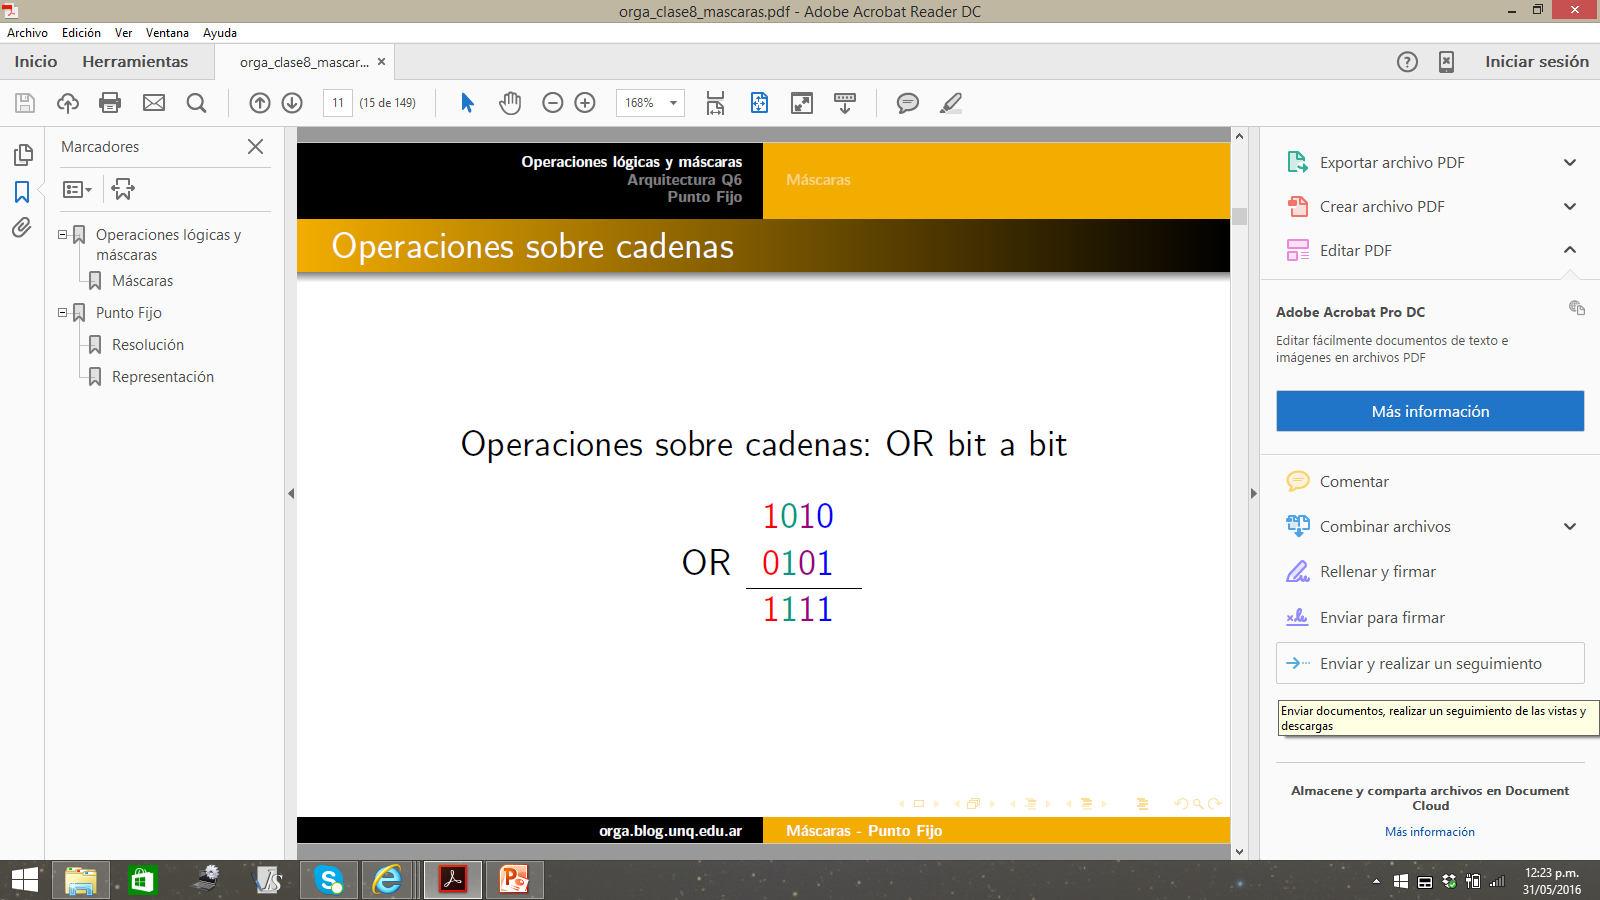 orga_clase8_mascaras.pdf - Adobe Acrobat Reader DC
Archivo Edición Ver Ventana Ayuda
Inicio Herramientas orga_clase8_mascar... × Iniciar sesión
11 (15 de 149) 168%
Marcadores
Operaciones lógicas y
máscaras
Máscaras
Punto Fijo
Resolución
Representación
Operaciones lógicas y máscaras
Arquitectura Q6
Punto Fijo
Máscaras
Operaciones sobre cadenas
Operaciones sobre cadenas: OR bit a bit
1010
OR 0101
1111
orga.blog.unq.edu.ar Máscaras - Punto Fijo
Exportar archivo PDF
Crear archivo PDF
Editar PDF
Adobe Acrobat Pro DC
Editar fácilmente documentos de texto e
imágenes en archivos PDF
Más información
Comentar
Combinar archivos
Rellenar y firmar
Enviar para firmar
Enviar y realizar un seguimiento
Enviar documentos, realizar un seguimiento de las vistas y
descargas
Almacene y comparta archivos en Document
Cloud
Más información
12:23 p.m.
31/05/2016